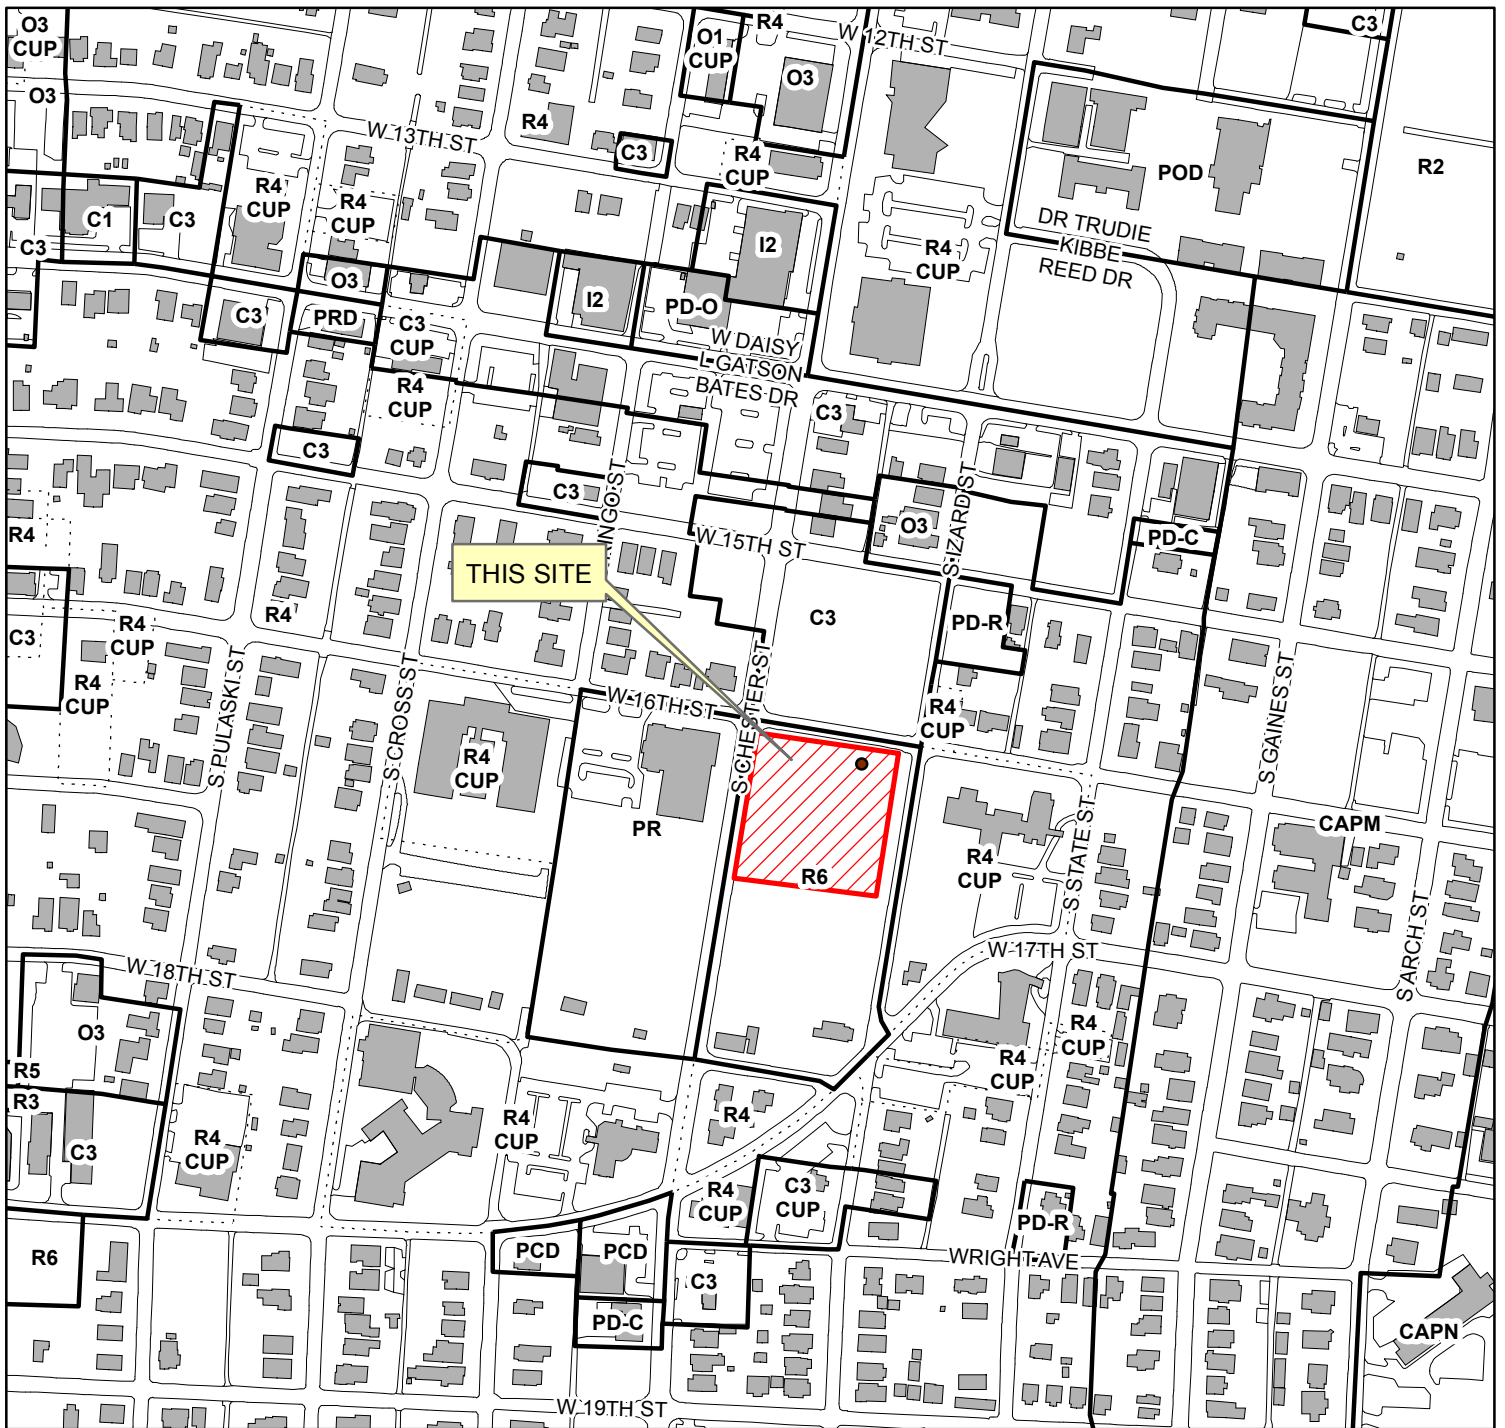 O3
CUP
O1
CUP
R4
W 12TH ST
C3
O3
O3
R4
W 13TH ST
C3
R4
CUP
POD
R2
R4
CUP
R4
CUP
C1
C3
C3
I2
R4
CUP
DR TRUDIE
KIBBE
REED DR
O3
I2
PD-O
C3
PRD
C3
CUP
W DAISY
L GATSON
BATES DR
R4
CUP
C3
C3
C3
RINGO ST
S IZARD ST
O3
R4
W 15TH ST
PD-C
THIS SITE
R4
C3
R4
CUP
C3
PD-R
R4
CUP
S PULASKI ST
S CROSS ST
W 16TH ST
S CHESTER ST
R4
CUP
S GAINES ST
R4
CUP
PR
CAPM
R6
R4
CUP
S STATE ST
W 17TH ST
S ARCH ST
W 18TH ST
O3
R4
CUP
R4
CUP
R5
R3
R4
CUP
R4
C3
R4
CUP
R4
CUP
C3
CUP
PD-R
R6
PCD
PCD
C3
WRIGHT AVE
PD-C
CAPN
W 19TH ST